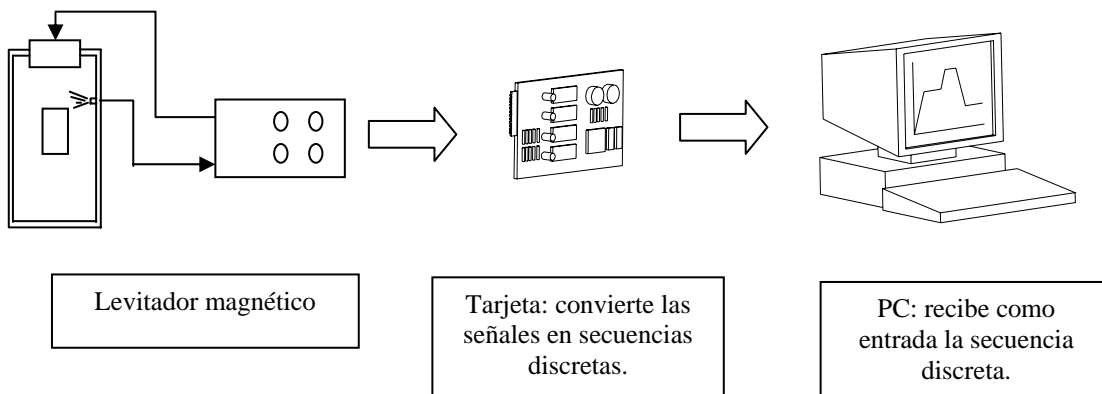 Levitador magnético
Tarjeta: convierte las
señales en secuencias
discretas.
PC: recibe como
entrada la secuencia
discreta.